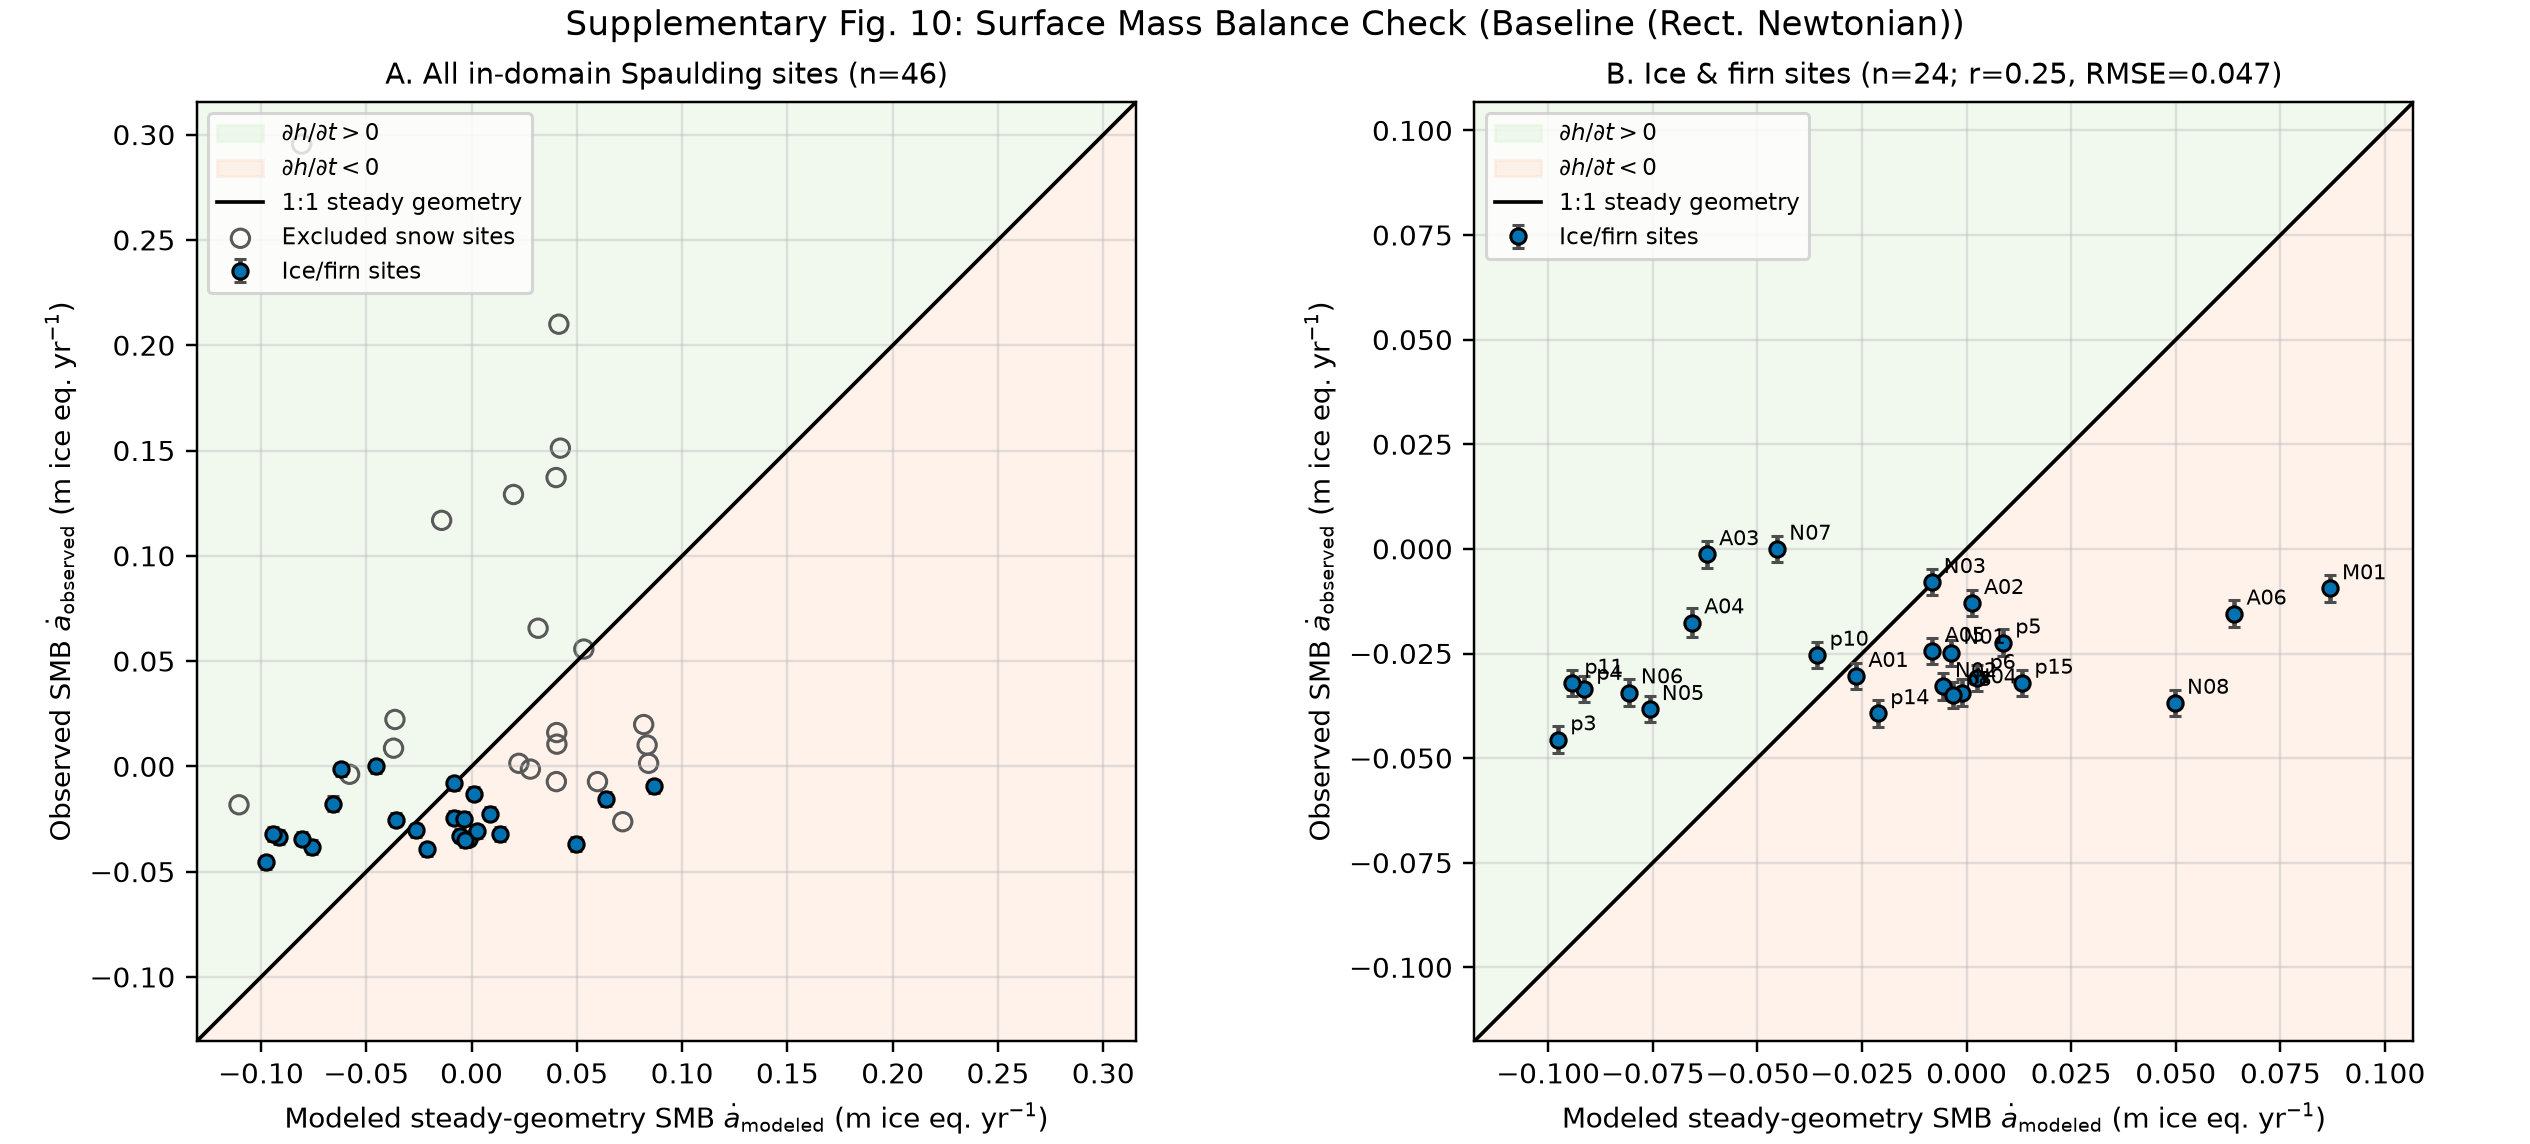 Supplementary Fig. 10: Surface Mass Balance Check (Baseline (Rect. Newtonian))
A. All in-domain Spaulding sites (n=46)
∂h/∂t > 0
∂h/∂t < 0
1:1 steady geometry
Excluded snow sites
Ice/firn sites
0.30
0.25
0.20
0.15
0.10
0.05
0.00
−0.05
−0.10
Observed SMB ȧobserved (m ice eq. yr⁻¹)
−0.10 −0.05 0.00 0.05 0.10 0.15 0.20 0.25 0.30
Modeled steady-geometry SMB ȧmodeled (m ice eq. yr⁻¹)
B. Ice & firn sites (n=24; r=0.25, RMSE=0.047)
∂h/∂t > 0
∂h/∂t < 0
1:1 steady geometry
Ice/firn sites
0.100
0.075
0.050
0.025
0.000
−0.025
−0.050
−0.075
−0.100
Observed SMB ȧobserved (m ice eq. yr⁻¹)
A03
N07
N03
A02
M01
A06
A04
p5
A05
N01
p10
A01
p6
p15
p11
p4
N06
N05
N08
p14
p3
−0.100 −0.075 −0.050 −0.025 0.000 0.025 0.050 0.075 0.100
Modeled steady-geometry SMB ȧmodeled (m ice eq. yr⁻¹)